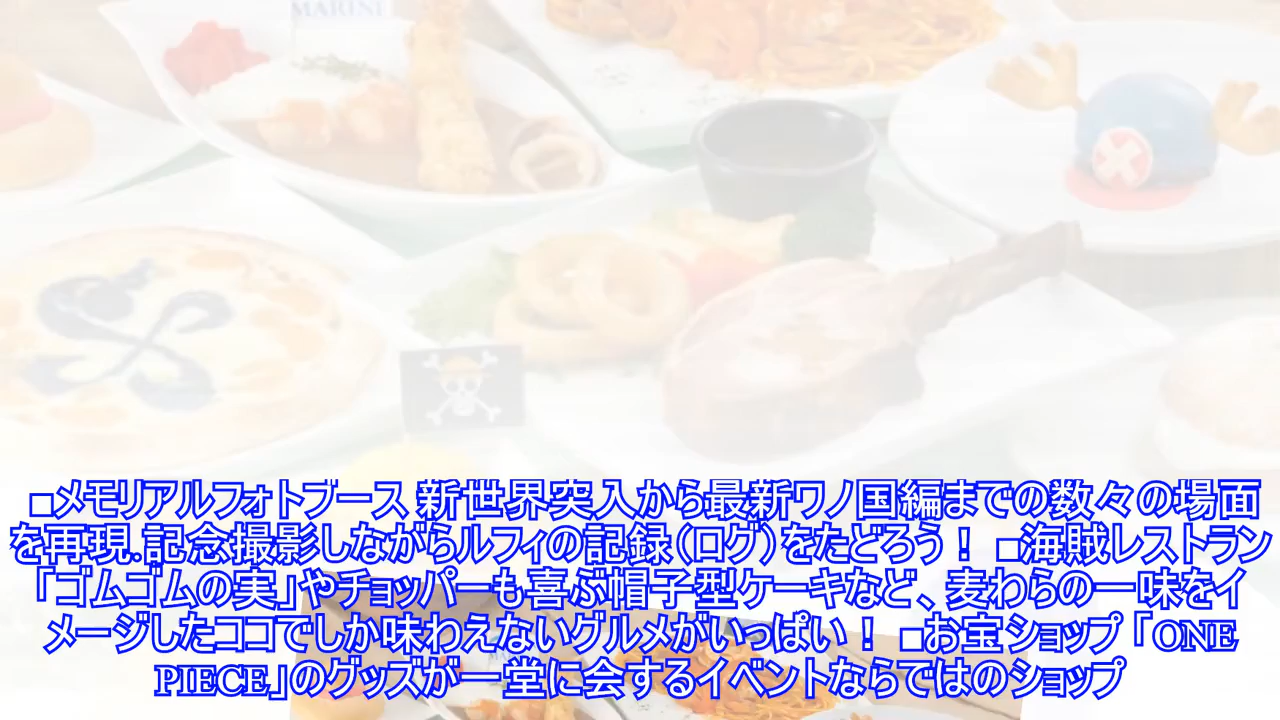 MARINE
■メモリアルフォトブース 新世界突入から最新ワノ国編までの数々の場面
を再現.記念撮影しながらルフィの記録（ログ）をたどろう！ ■海賊レストラン
「ゴムゴムの実」やチョッパーも喜ぶ帽子型ケーキなど、麦わらの一味をイ
メージしたココでしか味わえないグルメがいっぱい！ ■お宝ショップ 「ONE
PIECE」のグッズが一堂に会するイベントならではのショップ